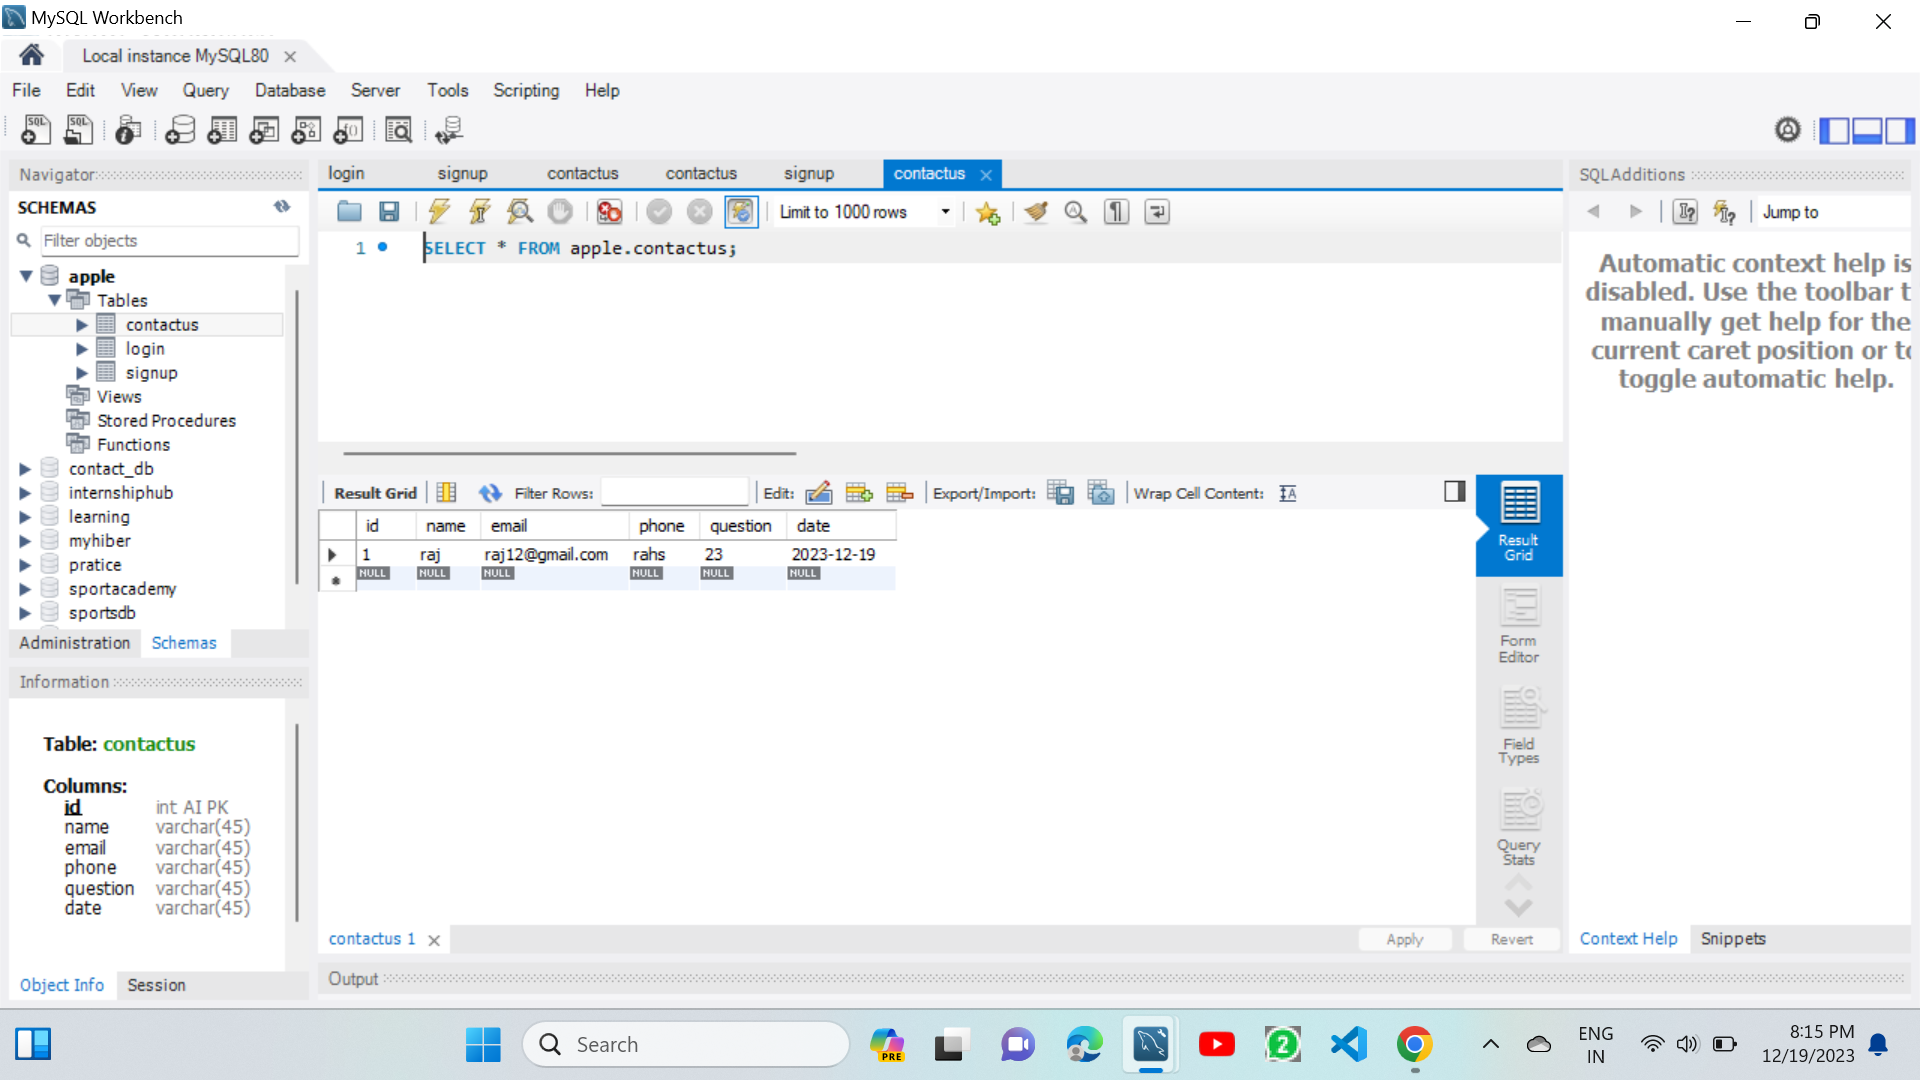 MySQL Workbench
Local instance MySQL80
File Edit View Query Database Server Tools Scripting Help
Navigator
SCHEMAS
Filter objects
apple
Tables
contactus
login
signup
Views
Stored Procedures
Functions
contact_db
internshiphub
learning
myhiber
pratice
sportacademy
sportsdb
Administration Schemas
Information
Table: contactus
Columns:
id int AI PK
name varchar(45)
email varchar(45)
phone varchar(45)
question varchar(45)
date varchar(45)
Object Info Session
login signup contactus contactus signup contactus
Limit to 1000 rows
1 SELECT * FROM apple.contactus;
Result Grid Filter Rows: Edit: Export/Import: Wrap Cell Content: IA
id name email phone question date
1 raj raj12@gmail.com rahs 23 2023-12-19
NULL NULL NULL NULL NULL NULL
Result
Grid
Form
Editor
Field
Types
Query
Stats
contactus 1
Apply Revert
Output
SQLAdditions
Jump to
Automatic context help is
disabled. Use the toolbar t
manually get help for the
current caret position or to
toggle automatic help.
Context Help Snippets
Search
PRE
2
ENG
IN
8:15 PM
12/19/2023